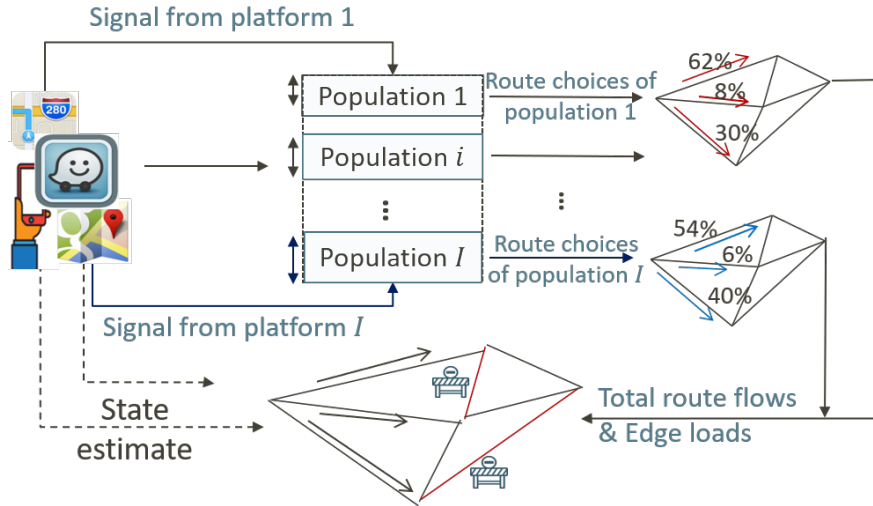 Signal from platform 1
280
Population 1
Route choices of
population 1
62%
8%
30%
Population i
⋮
⋮
Population I
Route choices
of population I
54%
6%
40%
Signal from platform I
State
estimate
Total route flows
& Edge loads